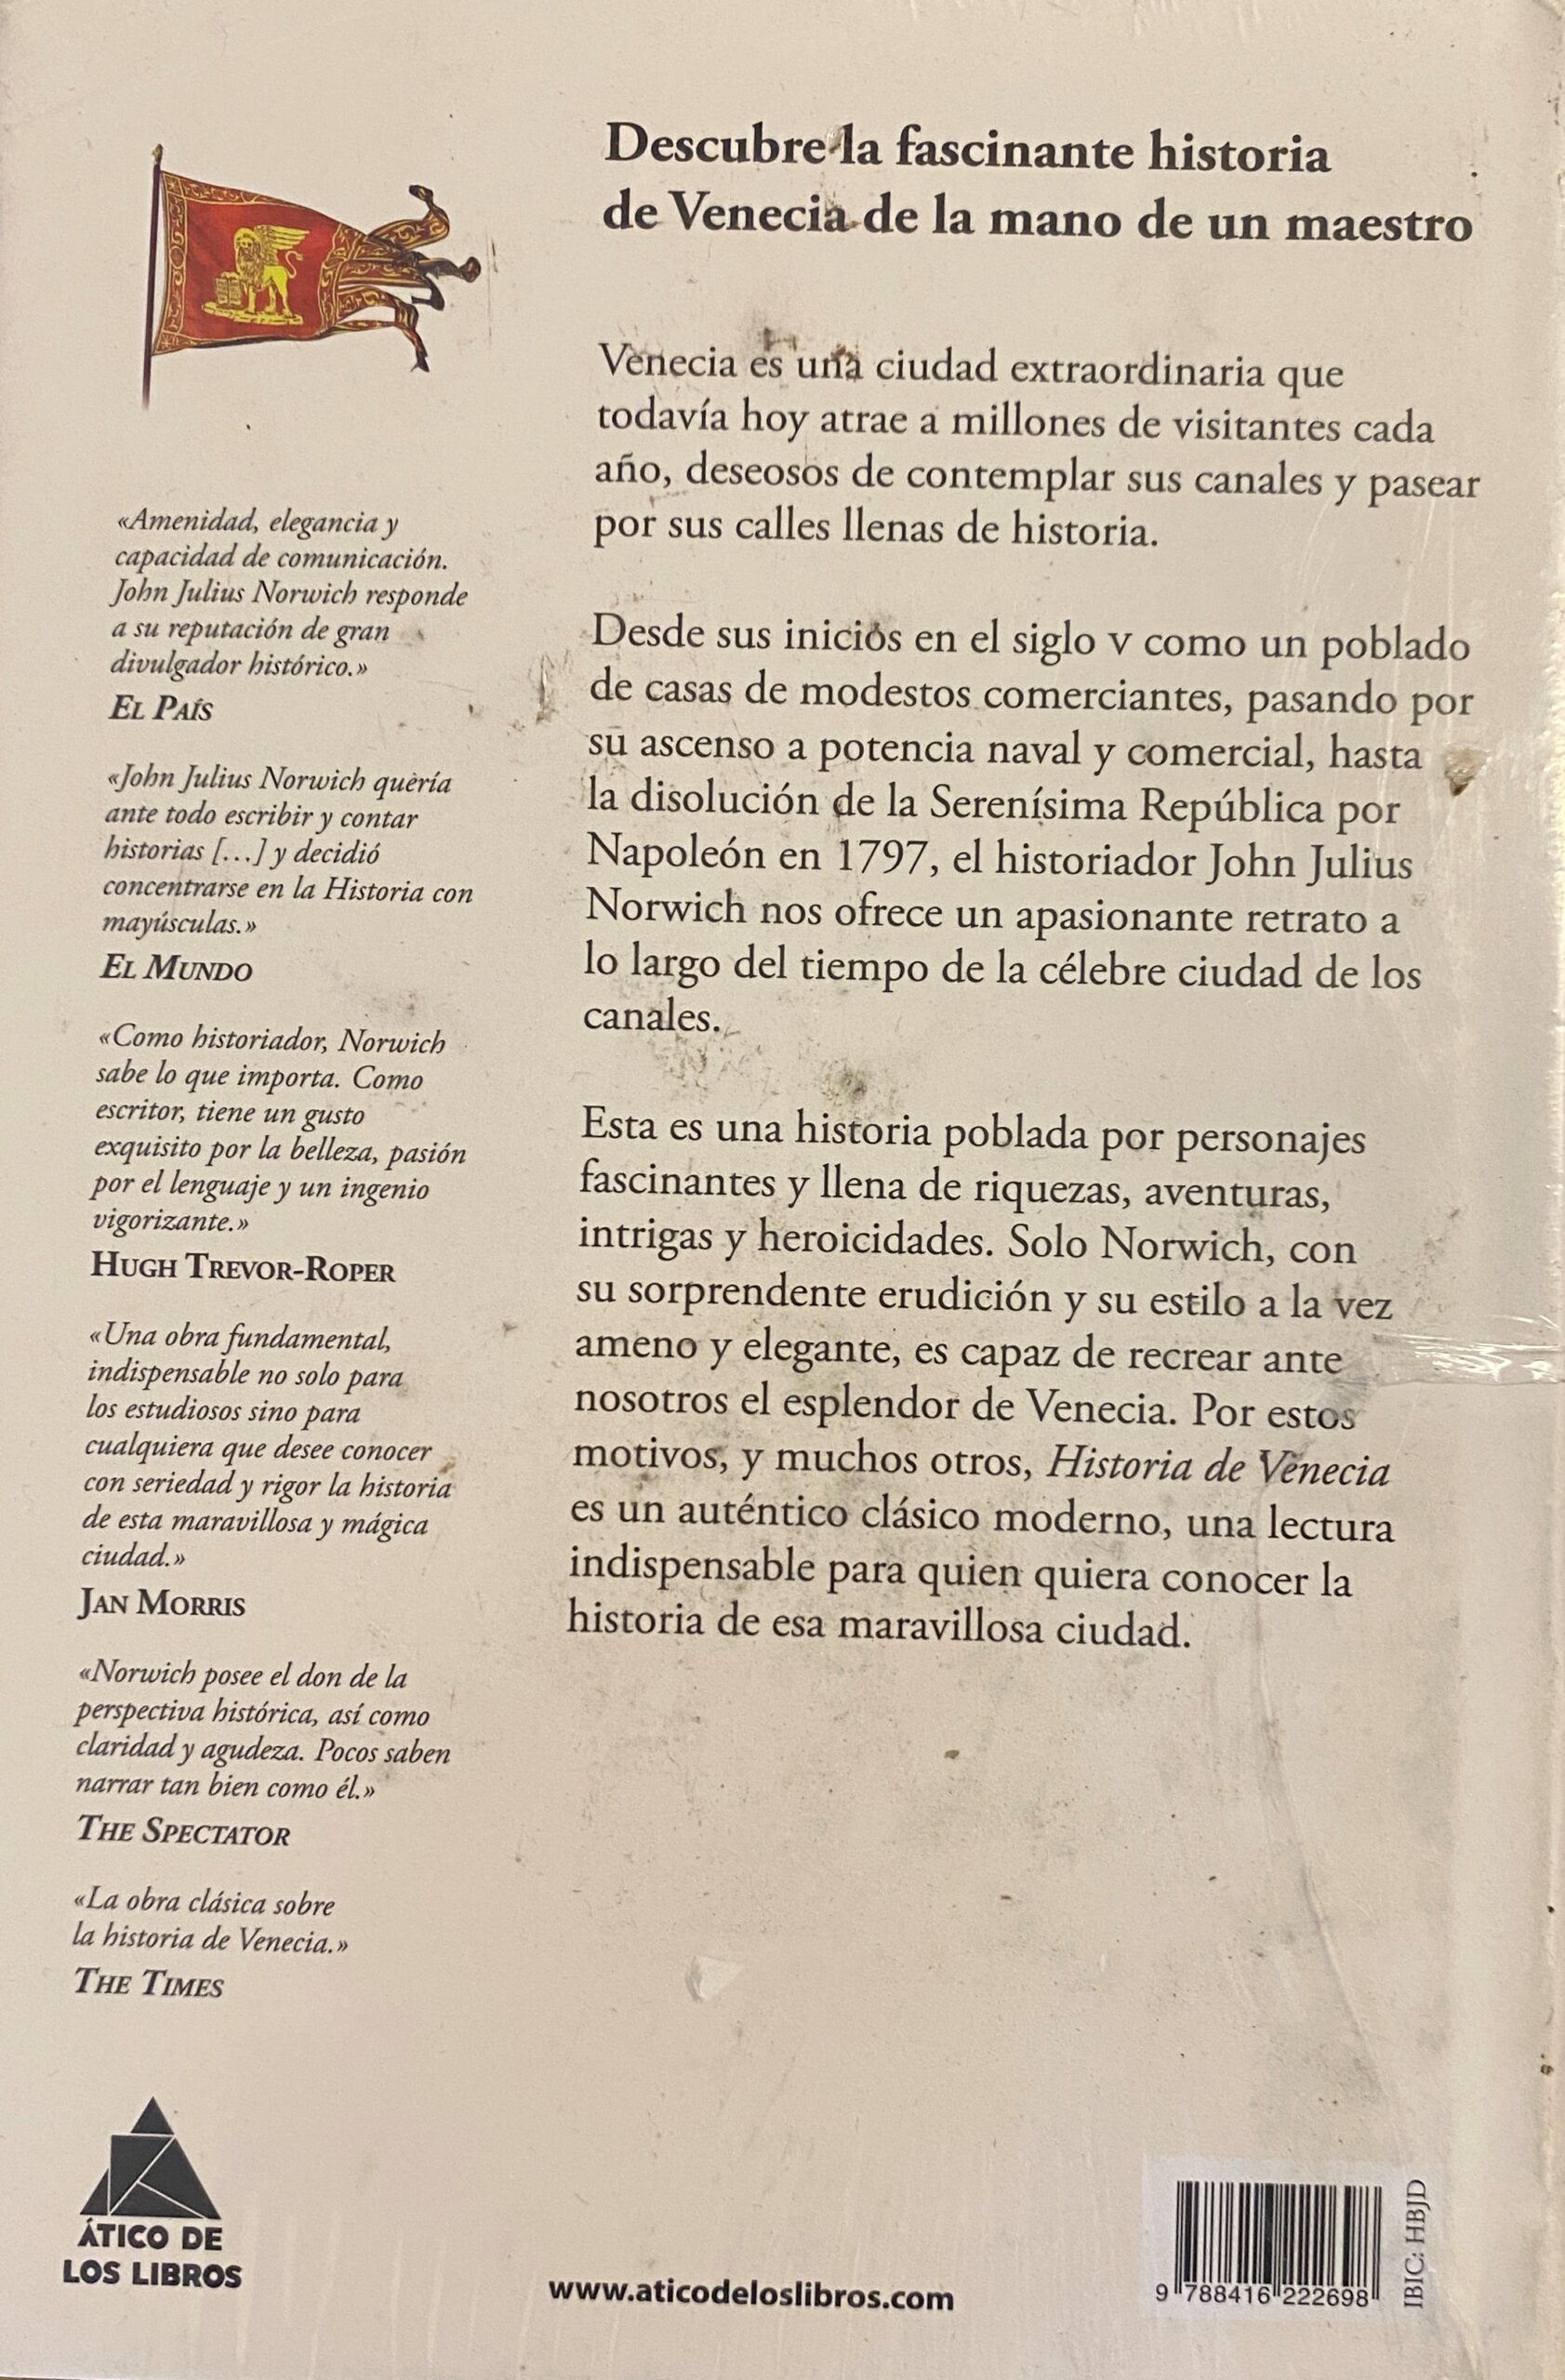 Descubre la fascinante historia
de Venecia de la mano de un maestro
Venecia es una ciudad extraordinaria que
todavía hoy atrae a millones de visitantes cada
año, deseosos de contemplar sus canales y pasear
por sus calles llenas de historia.
Desde sus inicios en el siglo V como un poblado
de casas de modestos comerciantes, pasando por
su ascenso a potencia naval y comercial, hasta
la disolución de la Serenísima República por
Napoleón en 1797, el historiador John Julius
Norwich nos ofrece un apasionante retrato a
lo largo del tiempo de la célebre ciudad de los
canales.
Esta es una historia poblada por personajes
fascinantes y llena de riquezas, aventuras,
intrigas y heroicidades. Solo Norwich, con
su sorprendente erudición y su estilo a la vez
ameno y elegante, es capaz de recrear ante
nosotros el esplendor de Venecia. Por estos
motivos, y muchos otros, Historia de Venecia
es un auténtico clásico moderno, una lectura
indispensable para quien quiera conocer la
historia de esa maravillosa ciudad.
«Amenidad, elegancia y
capacidad de comunicación.
John Julius Norwich responde
a su reputación de gran
divulgador histórico.»
EL PAÍS
«John Julius Norwich quería
ante todo escribir y contar
historias [...] y decidió
concentrarse en la Historia con
mayúsculas.»
EL MUNDO
«Como historiador, Norwich
sabe lo que importa. Como
escritor, tiene un gusto
exquisito por la belleza, pasión
por el lenguaje y un ingenio
vigorizante.»
HUGH TREVOR-ROPER
«Una obra fundamental,
indispensable no solo para
los estudiosos sino para
cualquiera que desee conocer
con seriedad y rigor la historia
de esta maravillosa y mágica
ciudad.»
JAN MORRIS
«Norwich posee el don de la
perspectiva histórica, así como
claridad y agudeza. Pocos saben
narrar tan bien como él.»
THE SPECTATOR
«La obra clásica sobre
la historia de Venecia.»
THE TIMES
ÁTICO DE
LOS LIBROS
www.aticodeloslibros.com
9 788416 222698
IBIC: HBJD